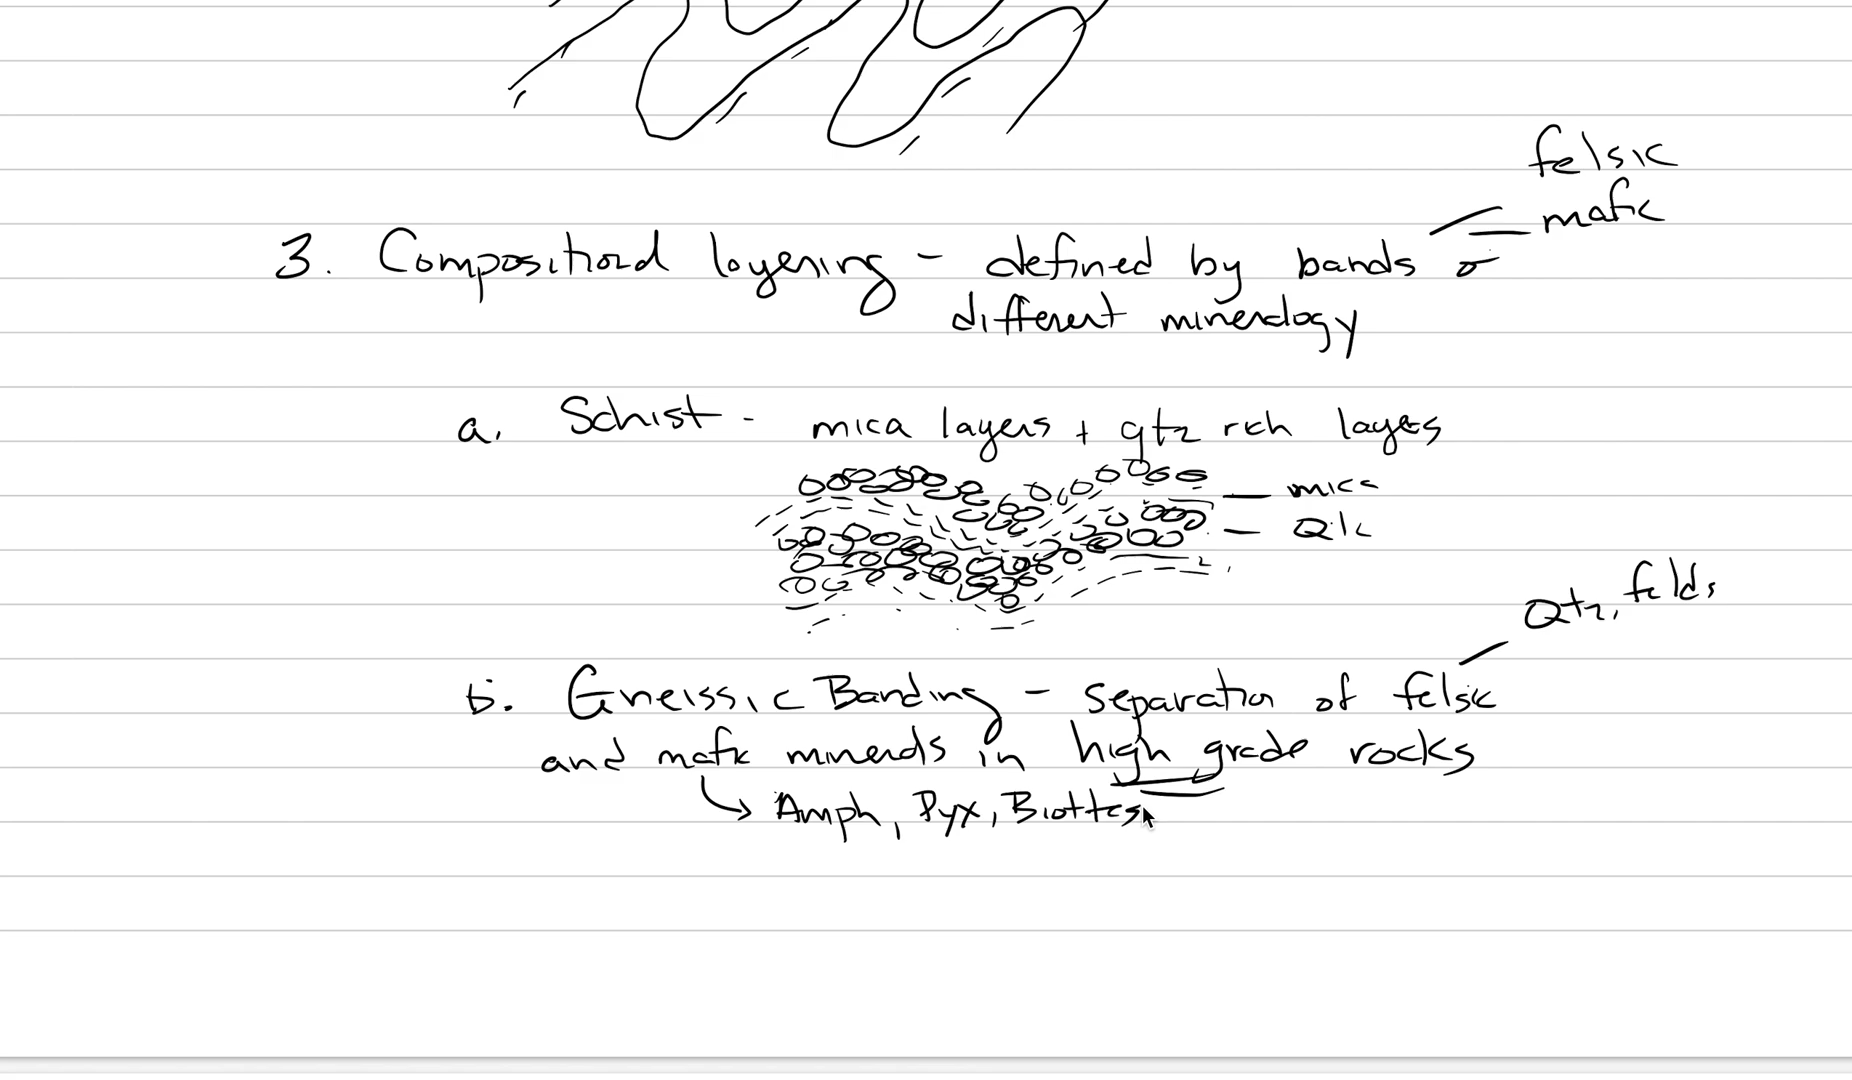 felsic
mafic
3. Compositional layering - defined by bands of
different minerology
a. Schist - mica layers + qtz rich layers
mica
Qtz
Qtz, felds
b. Gneissic Banding - separation of felsic
and mafic minerals in high grade rocks
Amph, Pyx, Biotites